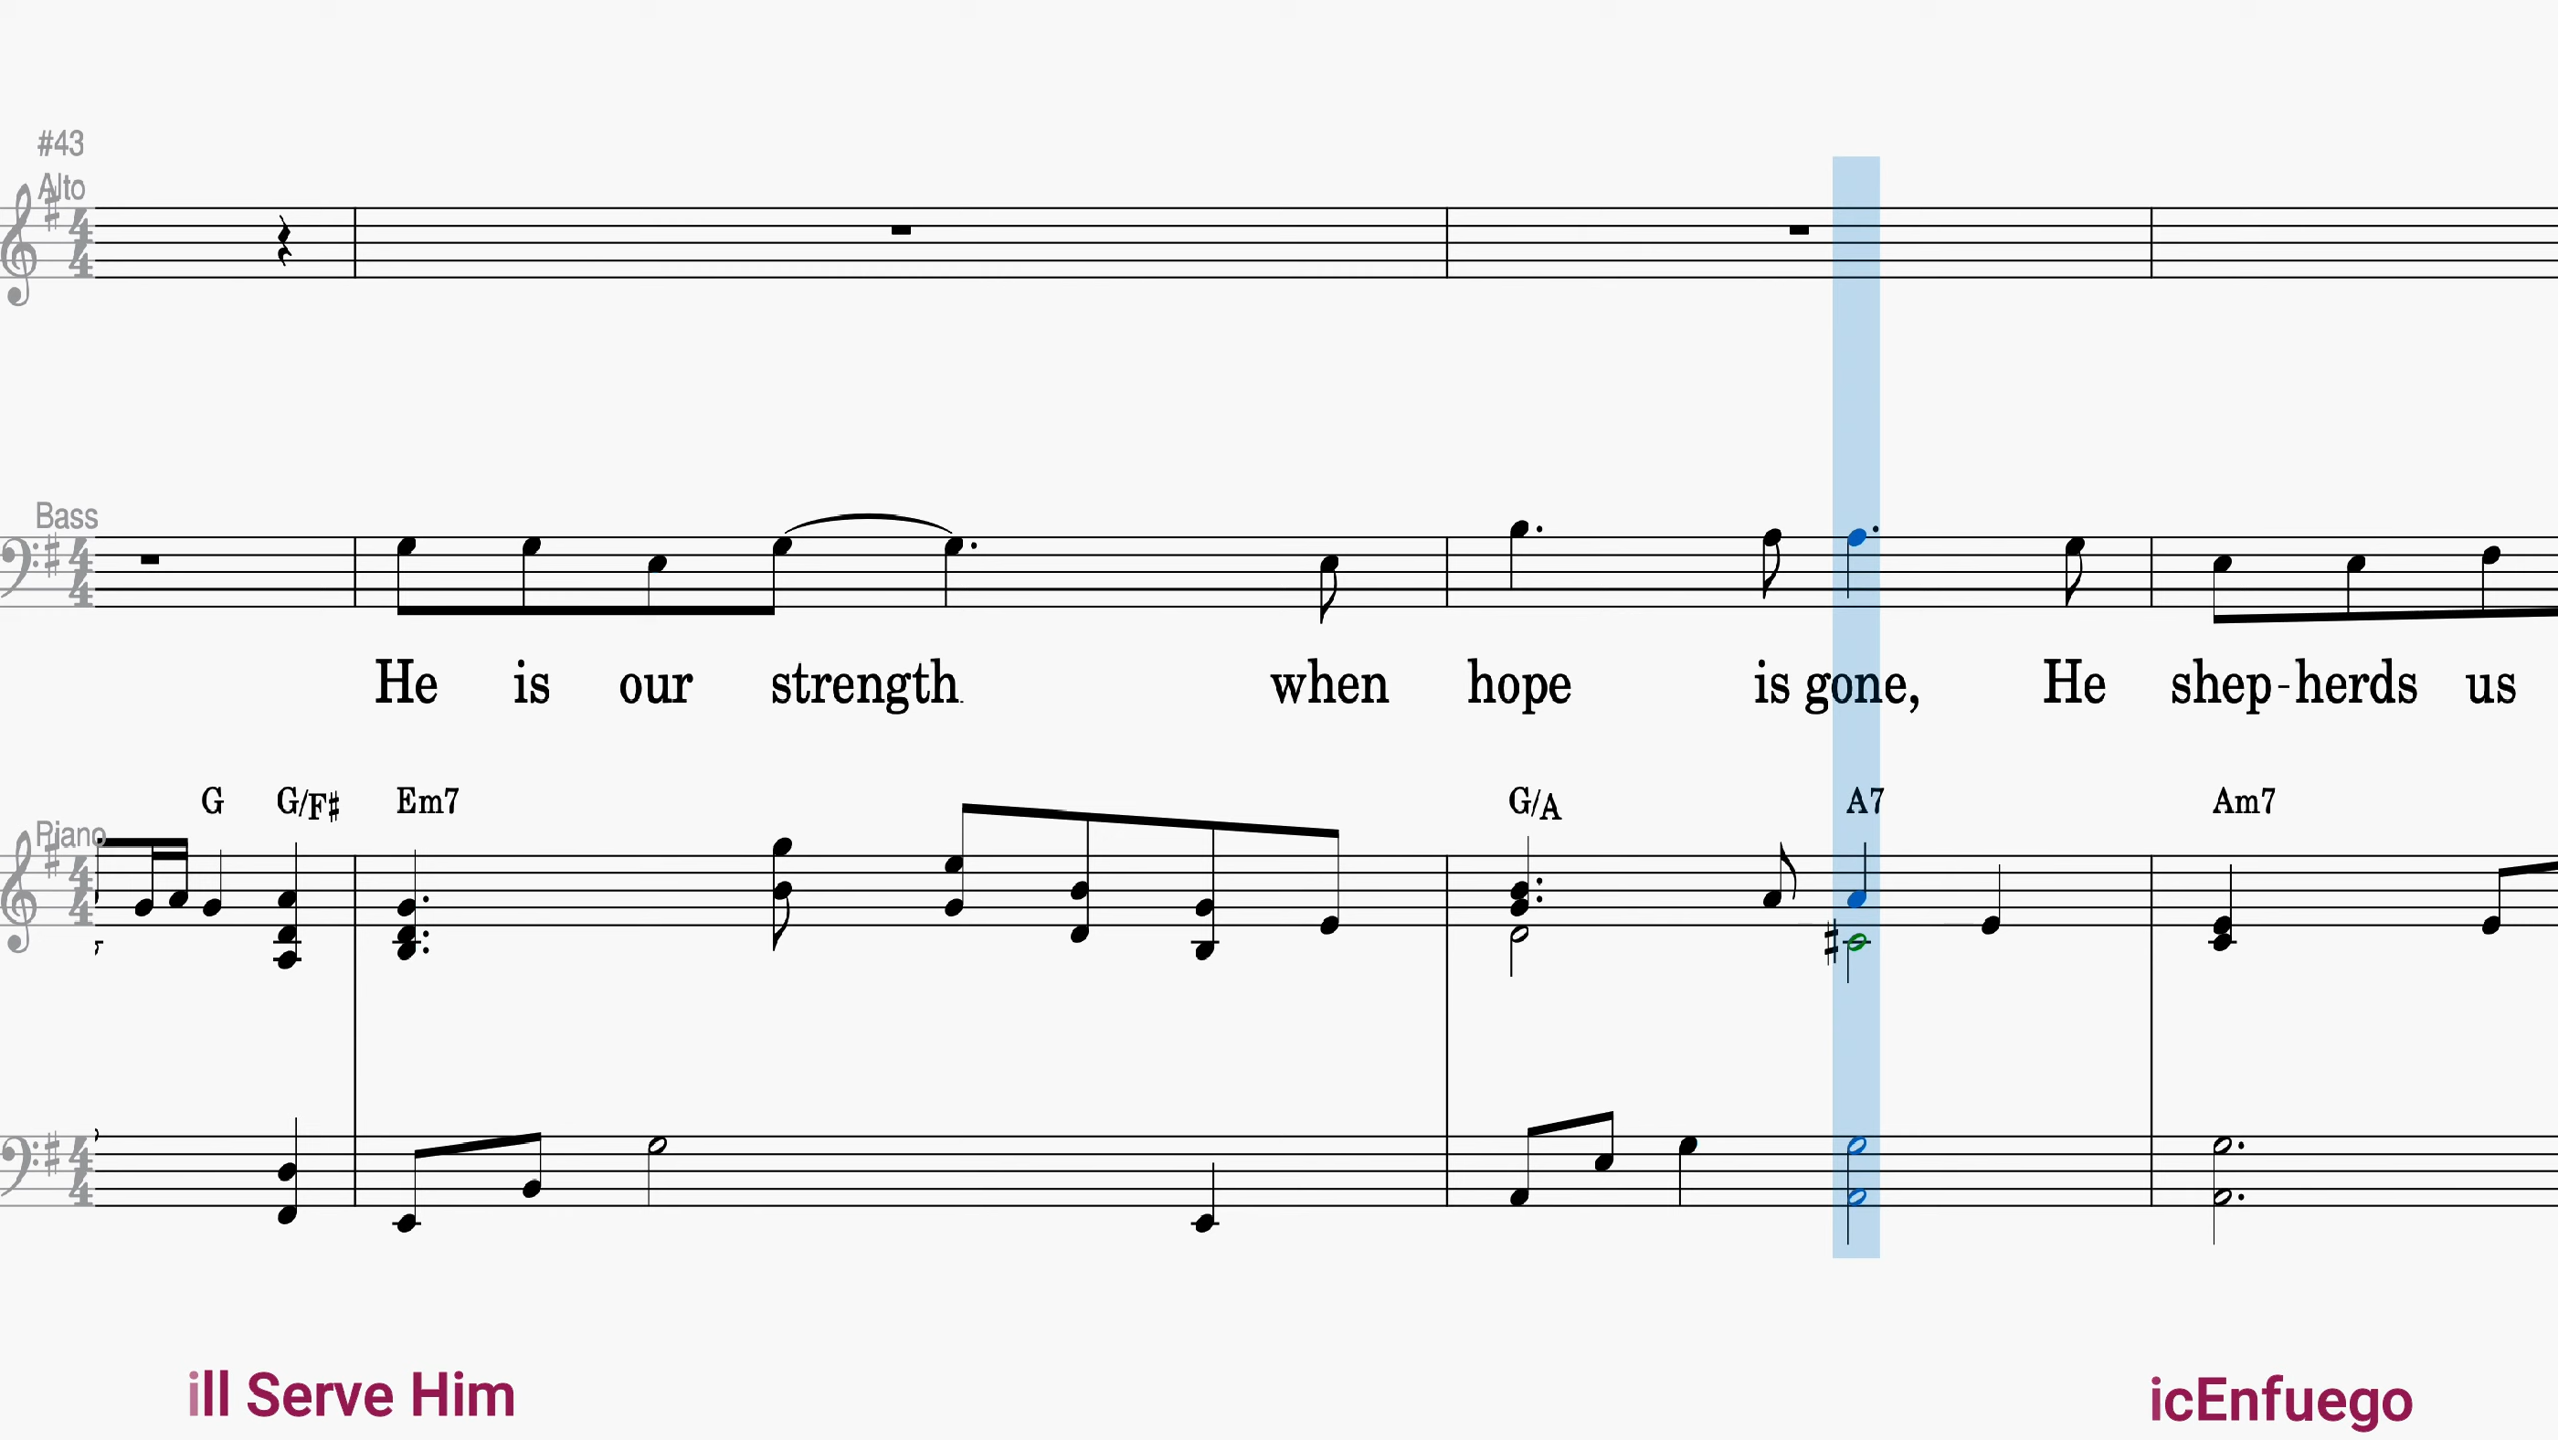 #43
Alto
Bass
He is our strength when hope is gone, He shep-herds us
G G/F♯ Em7 G/A A7 Am7
Piano
ill Serve Him
icEnfuego